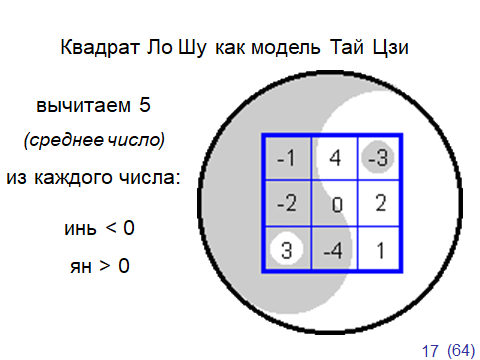 Квадрат Ло Шу как модель Тай Цзи
вычитаем 5
(среднее число)
из каждого числа:
инь < 0
ян > 0
-1 4 -3
-2 0 2
3 -4 1
17 (64)